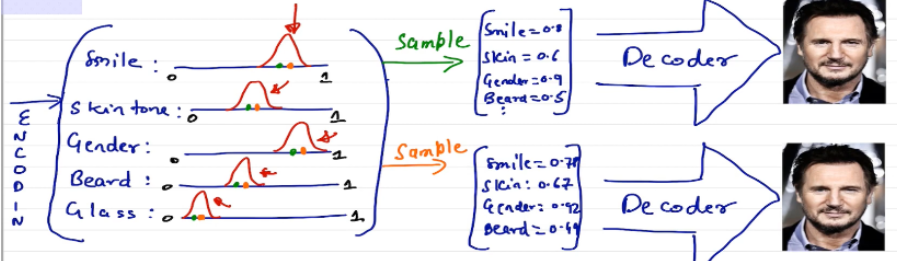 ENCODIN
Smile : 0 1
Skin tone : 0 1
Gender : 0 1
Beard : 0 1
Glass : 0 1
Sample
Smile = 0.8
Skin = 0.6
Gender = 0.9
Beard = 0.5
Decoder
Sample
Smile = 0.78
Skin : 0.67
Gender : 0.92
Beard = 0.49
Decoder